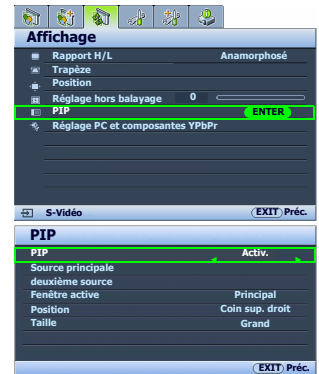 Affichage
Rapport H/L Anamorphosé
Trapèze
Position
Réglage hors balayage 0
PIP ENTER
Réglage PC et composantes YPbPr
S-Vidéo EXIT Préc.
PIP
PIP Activ.
Source principale
deuxième source
Fenêtre active Principal
Position Coin sup. droit
Taille Grand
EXIT Préc.